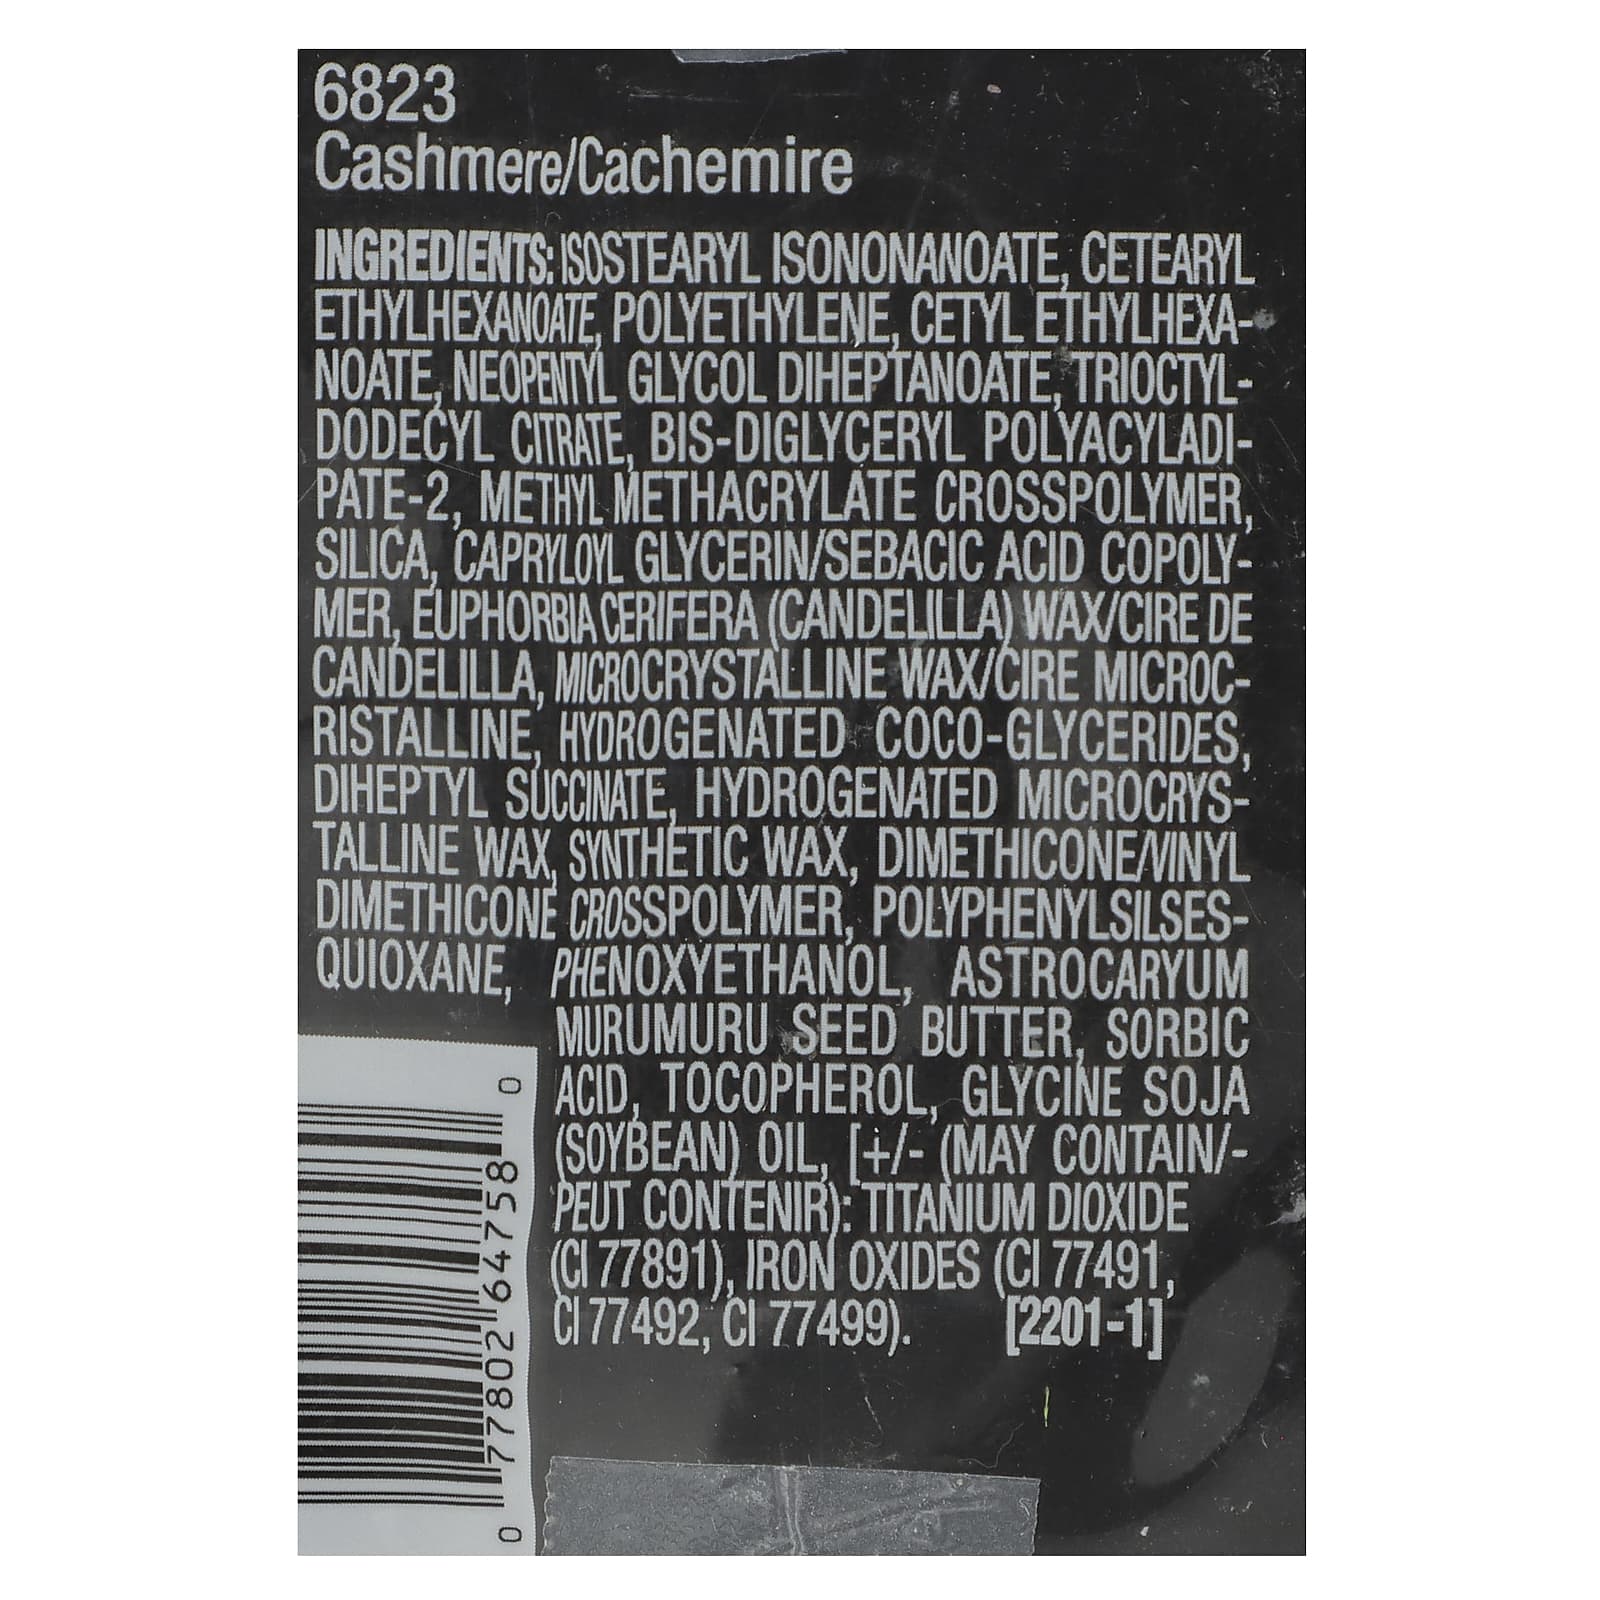 6823
Cashmere/Cachemire
INGREDIENTS: ISOSTEARYL ISONONANOATE, CETEARYL
ETHYLHEXANOATE, POLYETHYLENE, CETYL ETHYLHEXA-
NOATE, NEOPENTYL GLYCOL DIHEPTANOATE, TRIOCTYL-
DODECYL CITRATE, BIS-DIGLYCERYL POLYACYLADI-
PATE-2, METHYL METHACRYLATE CROSSPOLYMER,
SILICA, CAPRYLOYL GLYCERIN/SEBACIC ACID COPOLY-
MER, EUPHORBIA CERIFERA (CANDELILLA) WAX/CIRE DE
CANDELILLA, MICROCRYSTALLINE WAX/CIRE MICROC-
RISTALLINE, HYDROGENATED COCO-GLYCERIDES,
DIHEPTYL SUCCINATE, HYDROGENATED MICROCRYS-
TALLINE WAX, SYNTHETIC WAX, DIMETHICONE/VINYL
DIMETHICONE CROSSPOLYMER, POLYPHENYLSILSES-
QUIOXANE, PHENOXYETHANOL, ASTROCARYUM
MURUMURU SEED BUTTER, SORBIC
ACID, TOCOPHEROL, GLYCINE SOJA
(SOYBEAN) OIL, [+/- (MAY CONTAIN/-
PEUT CONTENIR): TITANIUM DIOXIDE
(CI 77891), IRON OXIDES (CI 77491,
CI 77492, CI 77499). [2201-1]
0 77802 64758 0